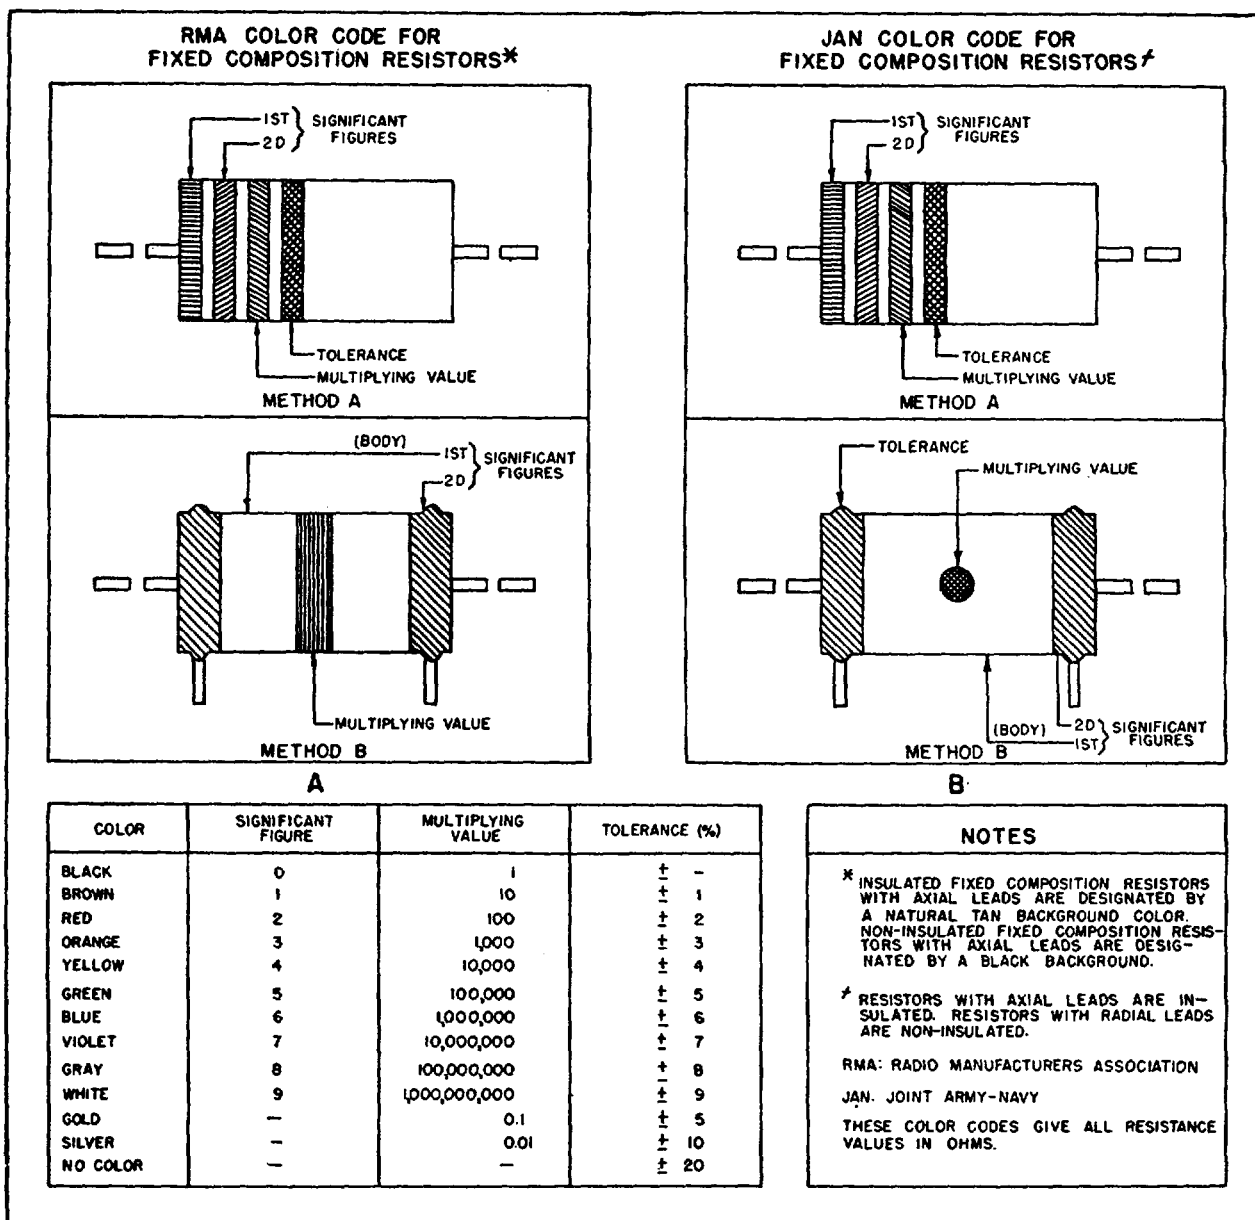 RMA COLOR CODE FOR
FIXED COMPOSITION RESISTORS*
1ST } SIGNIFICANT
2D } FIGURES
TOLERANCE
MULTIPLYING VALUE
METHOD A
(BODY)
1ST } SIGNIFICANT
2D } FIGURES
MULTIPLYING VALUE
METHOD B
A
JAN COLOR CODE FOR
FIXED COMPOSITION RESISTORS⁄
1ST } SIGNIFICANT
2D } FIGURES
TOLERANCE
MULTIPLYING VALUE
METHOD A
TOLERANCE
MULTIPLYING VALUE
(BODY)
2D } SIGNIFICANT
1ST } FIGURES
METHOD B
B
COLOR SIGNIFICANT FIGURE MULTIPLYING VALUE TOLERANCE (%)
BLACK 0 1 ± –
BROWN 1 10 ± 1
RED 2 100 ± 2
ORANGE 3 1,000 ± 3
YELLOW 4 10,000 ± 4
GREEN 5 100,000 ± 5
BLUE 6 1,000,000 ± 6
VIOLET 7 10,000,000 ± 7
GRAY 8 100,000,000 ± 8
WHITE 9 1,000,000,000 ± 9
GOLD — 0.1 ± 5
SILVER — 0.01 ± 10
NO COLOR — — ± 20
NOTES
* INSULATED FIXED COMPOSITION RESISTORS
WITH AXIAL LEADS ARE DESIGNATED BY
A NATURAL TAN BACKGROUND COLOR.
NON-INSULATED FIXED COMPOSITION RESIS-
TORS WITH AXIAL LEADS ARE DESIG-
NATED BY A BLACK BACKGROUND.
⁄ RESISTORS WITH AXIAL LEADS ARE IN-
SULATED. RESISTORS WITH RADIAL LEADS
ARE NON-INSULATED.
RMA: RADIO MANUFACTURERS ASSOCIATION
JAN. JOINT ARMY-NAVY
THESE COLOR CODES GIVE ALL RESISTANCE
VALUES IN OHMS.